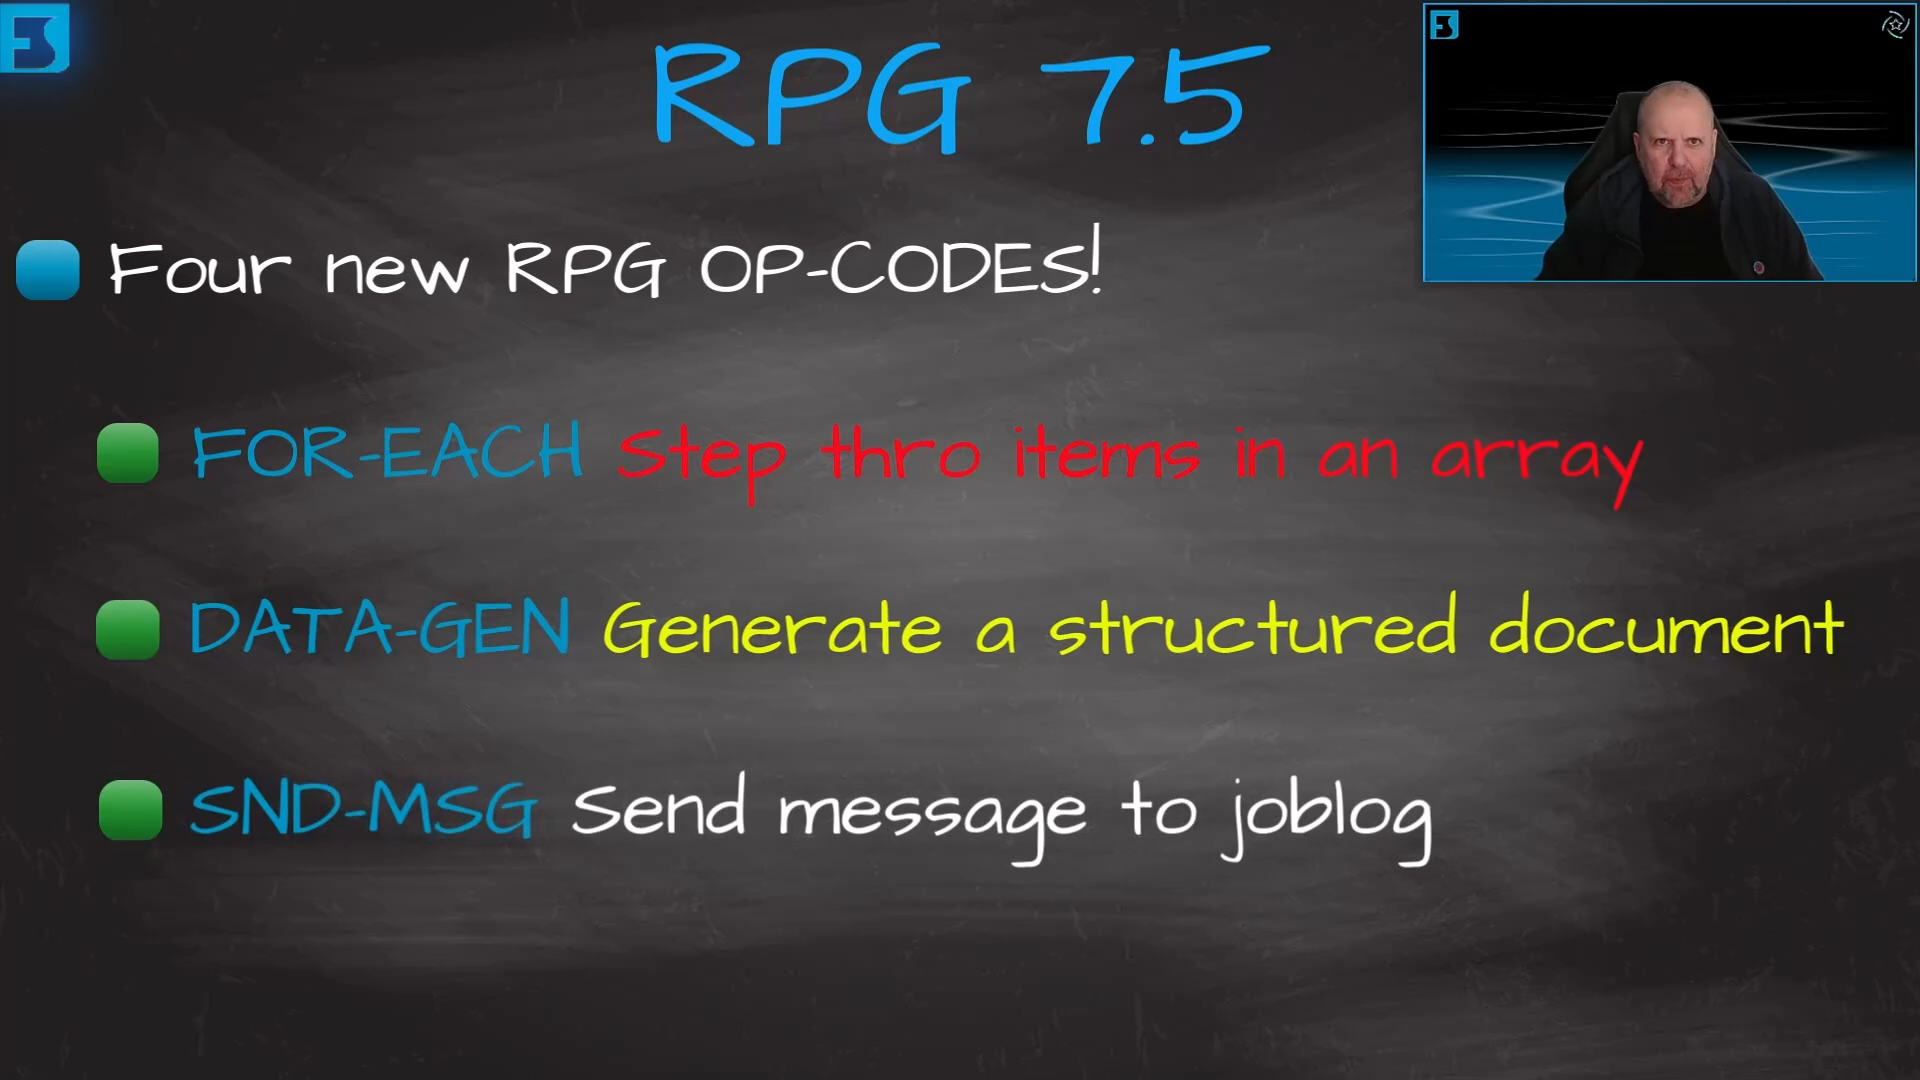 RPG 7.5
Four new RPG OP-CODES!
FOR-EACH Step thro items in an array
DATA-GEN Generate a structured document
SND-MSG Send message to joblog